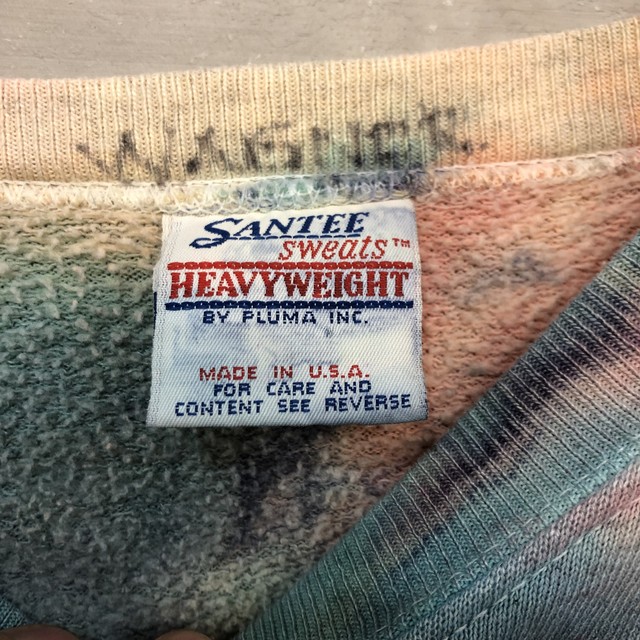 WAGNER
SANTEE
sweats™
HEAVYWEIGHT
BY PLUMA INC.
MADE IN U.S.A.
FOR CARE AND
CONTENT SEE REVERSE